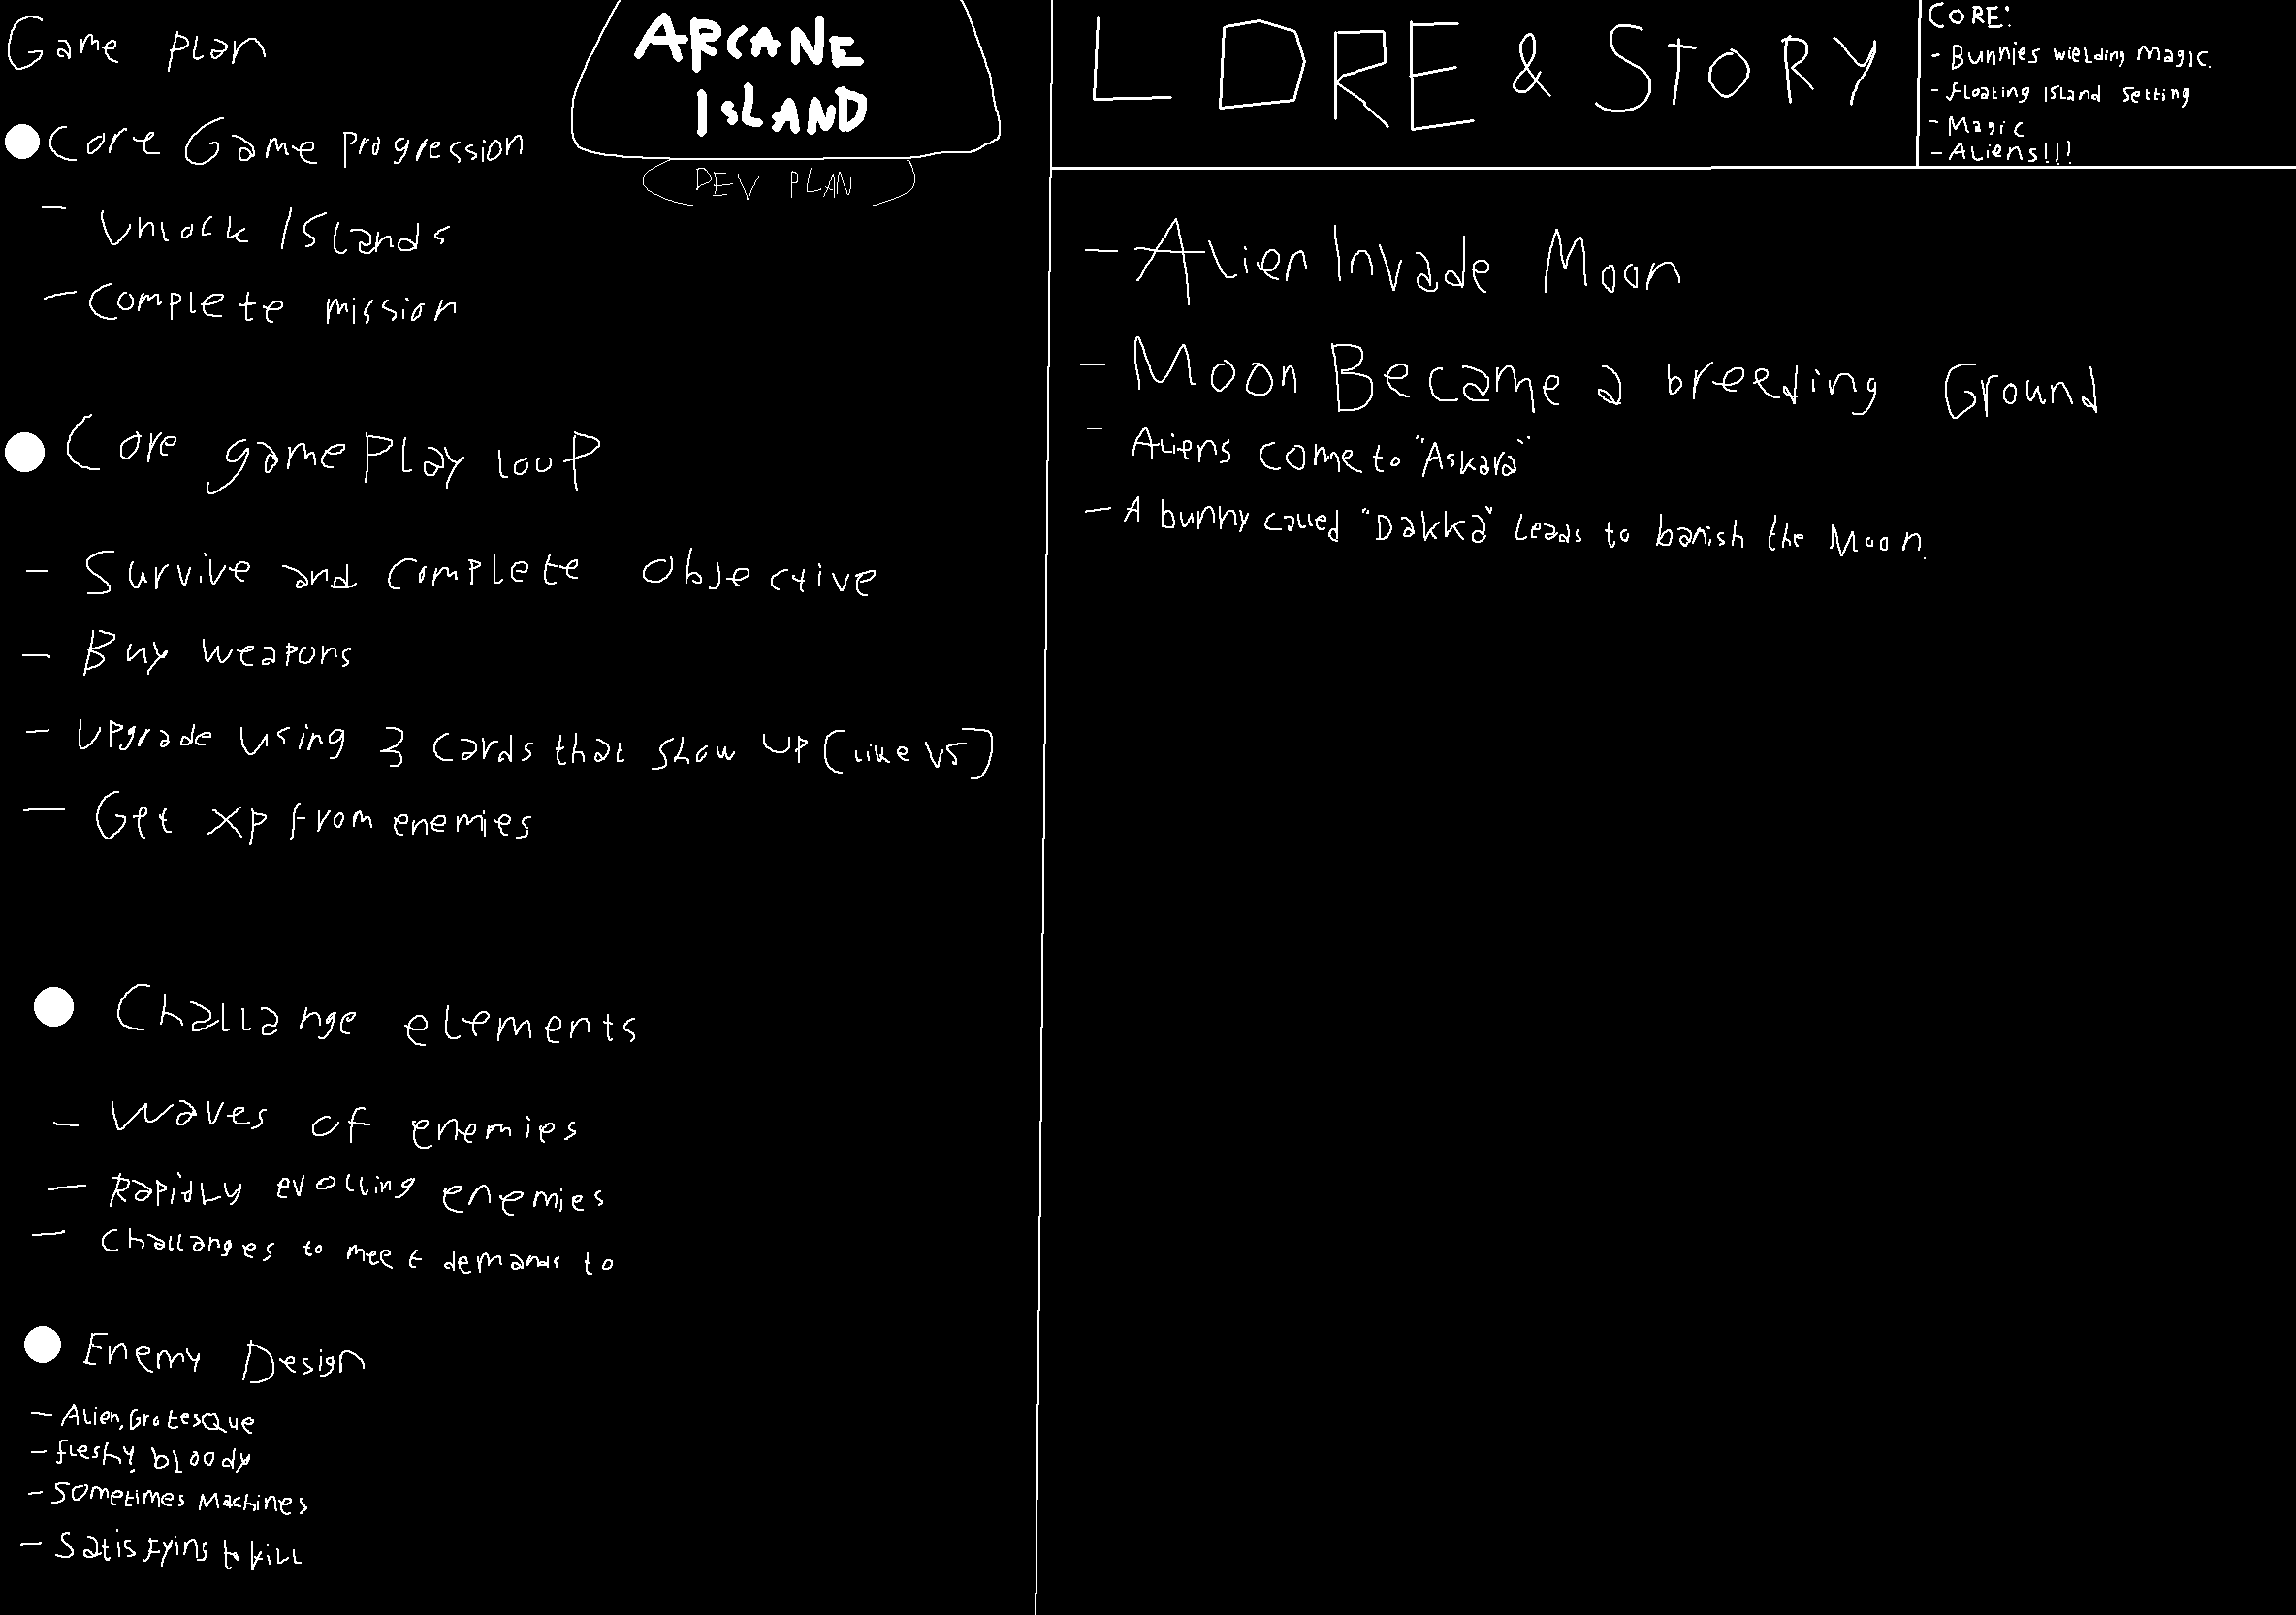 Game Plan
ARCANE
ISLAND
DEV PLAN
Core Game progression
- Unlock Islands
- Complete mission
Core gamePlay loop
- Survive and complete Objective
- Buy weapons
- Upgrade using 3 cards that show up (like VS)
- Get XP from enemies
Challange elements
- Waves of enemies
- Rapidly evolling enemies
- Challanges to meet demands to
Enemy Design
- Alien, Grotesque
- fleshy! bloody
- Sometimes Machines
- Satisfying to kill
LORE & STORY
CORE:
- Bunnies wielding Magic.
- Floating Island Setting
- Magic
- Aliens!!!
- Alien Invade Moon
- Moon Became a breeding Ground
- Aliens come to "Askara"
- A bunny called "Dakka" Leads to banish the Moon.